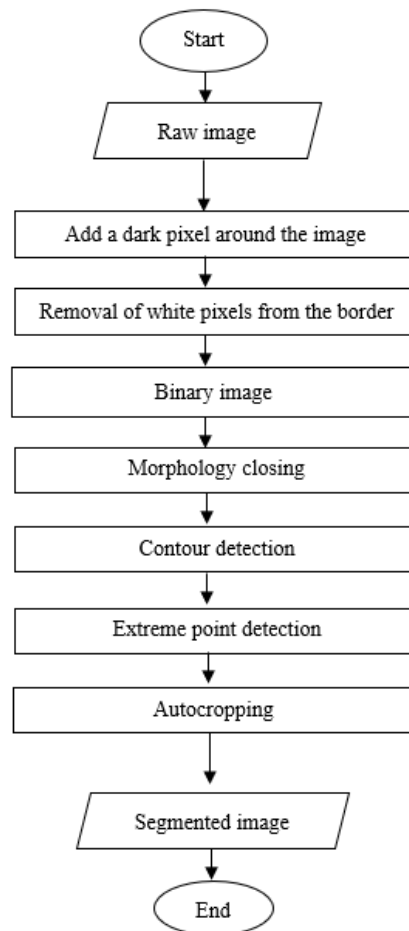 Start
Raw image
Add a dark pixel around the image
Removal of white pixels from the border
Binary image
Morphology closing
Contour detection
Extreme point detection
Autocropping
Segmented image
End